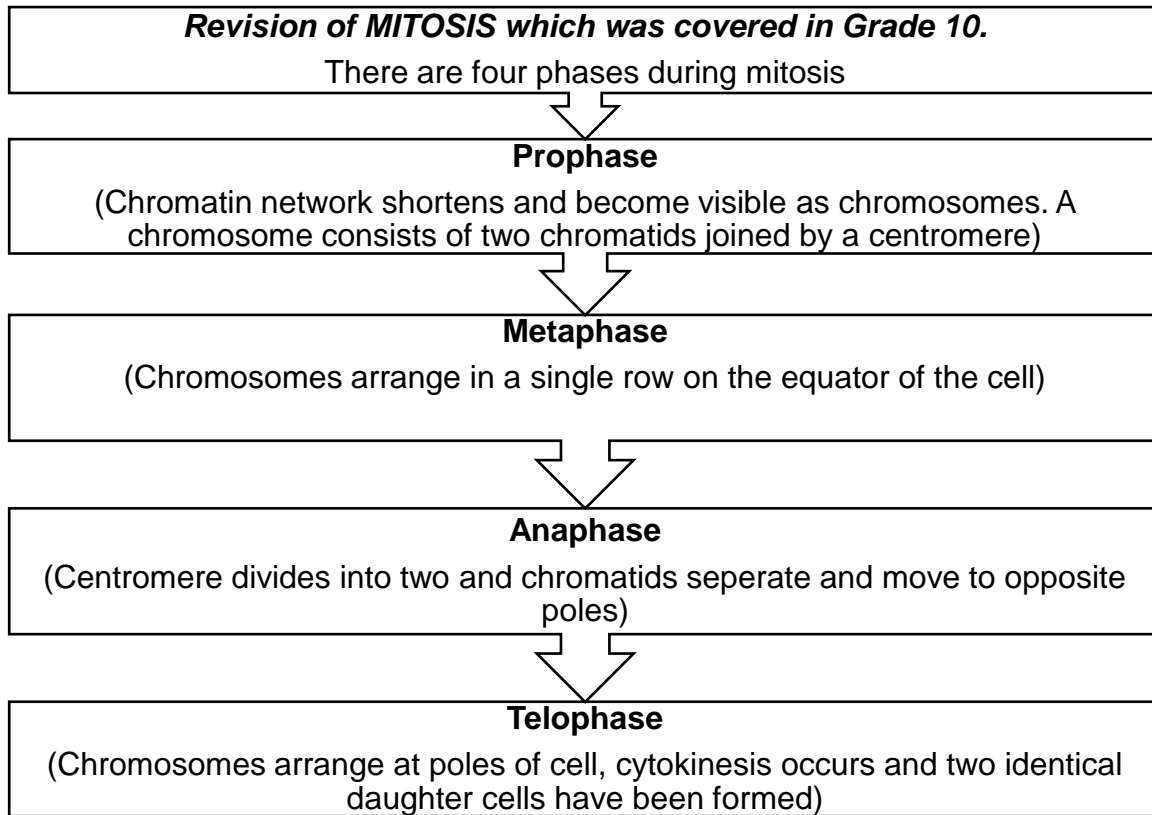 Revision of MITOSIS which was covered in Grade 10.
There are four phases during mitosis
Prophase
(Chromatin network shortens and become visible as chromosomes. A
chromosome consists of two chromatids joined by a centromere)
Metaphase
(Chromosomes arrange in a single row on the equator of the cell)
Anaphase
(Centromere divides into two and chromatids seperate and move to opposite
poles)
Telophase
(Chromosomes arrange at poles of cell, cytokinesis occurs and two identical
daughter cells have been formed)